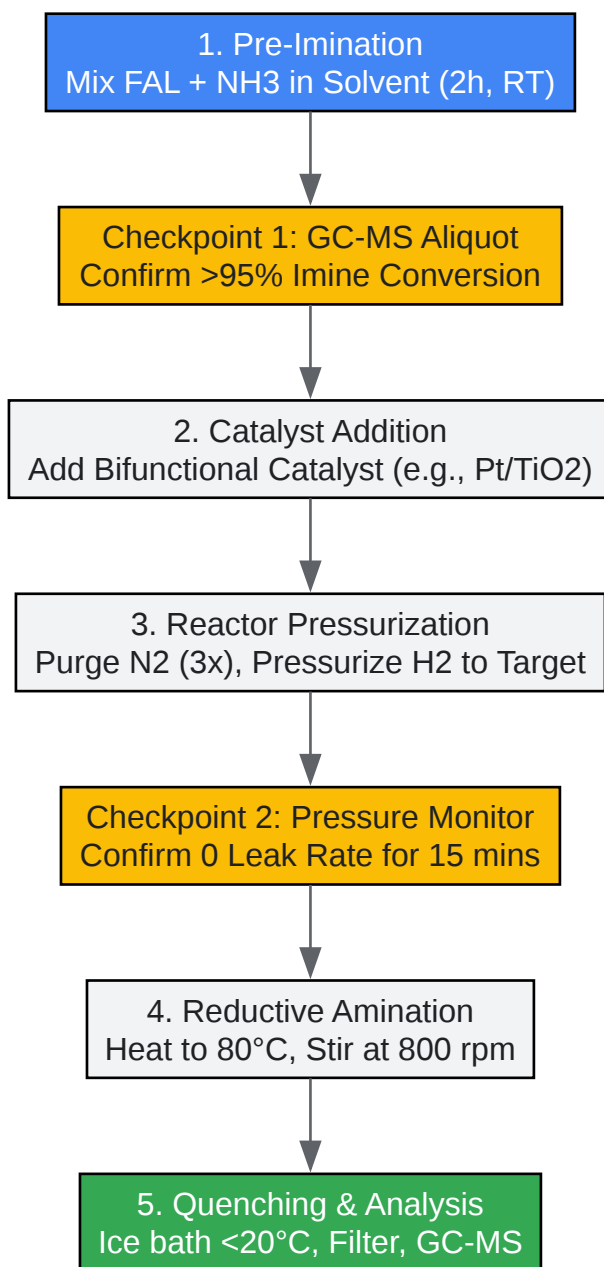 1. Pre-Imination
Mix FAL + NH3 in Solvent (2h, RT)
Checkpoint 1: GC-MS Aliquot
Confirm >95% Imine Conversion
2. Catalyst Addition
Add Bifunctional Catalyst (e.g., Pt/TiO2)
3. Reactor Pressurization
Purge N2 (3x), Pressurize H2 to Target
Checkpoint 2: Pressure Monitor
Confirm 0 Leak Rate for 15 mins
4. Reductive Amination
Heat to 80°C, Stir at 800 rpm
5. Quenching & Analysis
Ice bath <20°C, Filter, GC-MS